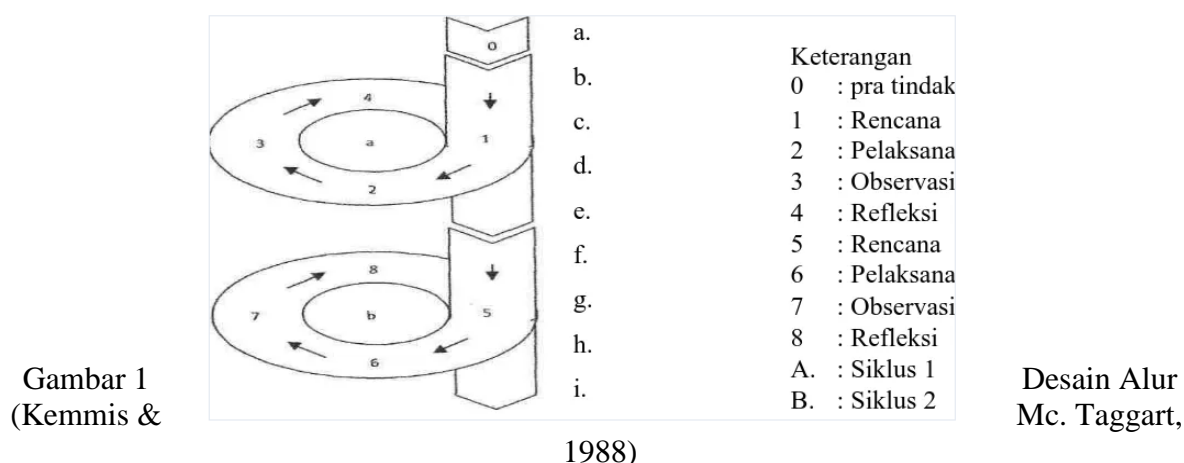 0
4
3
a
1
2
8
7
b
5
6
a.
b.
c.
d.
e.
f.
g.
h.
i.
Keterangan
0 : pra tindak
1 : Rencana
2 : Pelaksana
3 : Observasi
4 : Refleksi
5 : Rencana
6 : Pelaksana
7 : Observasi
8 : Refleksi
A. : Siklus 1
B. : Siklus 2
Gambar 1 Desain Alur
(Kemmis & Mc. Taggart,
1988)